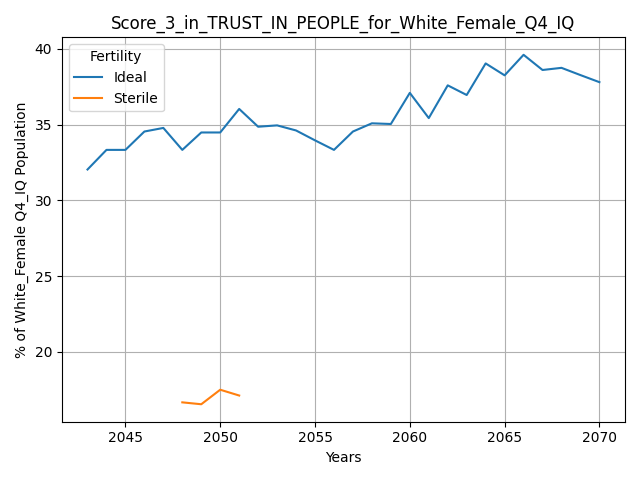 Score_3_in_TRUST_IN_PEOPLE_for_White_Female_Q4_IQ
Fertility
Ideal
Sterile
% of White_Female Q4_IQ Population
40
35
30
25
20
2045 2050 2055 2060 2065 2070
Years